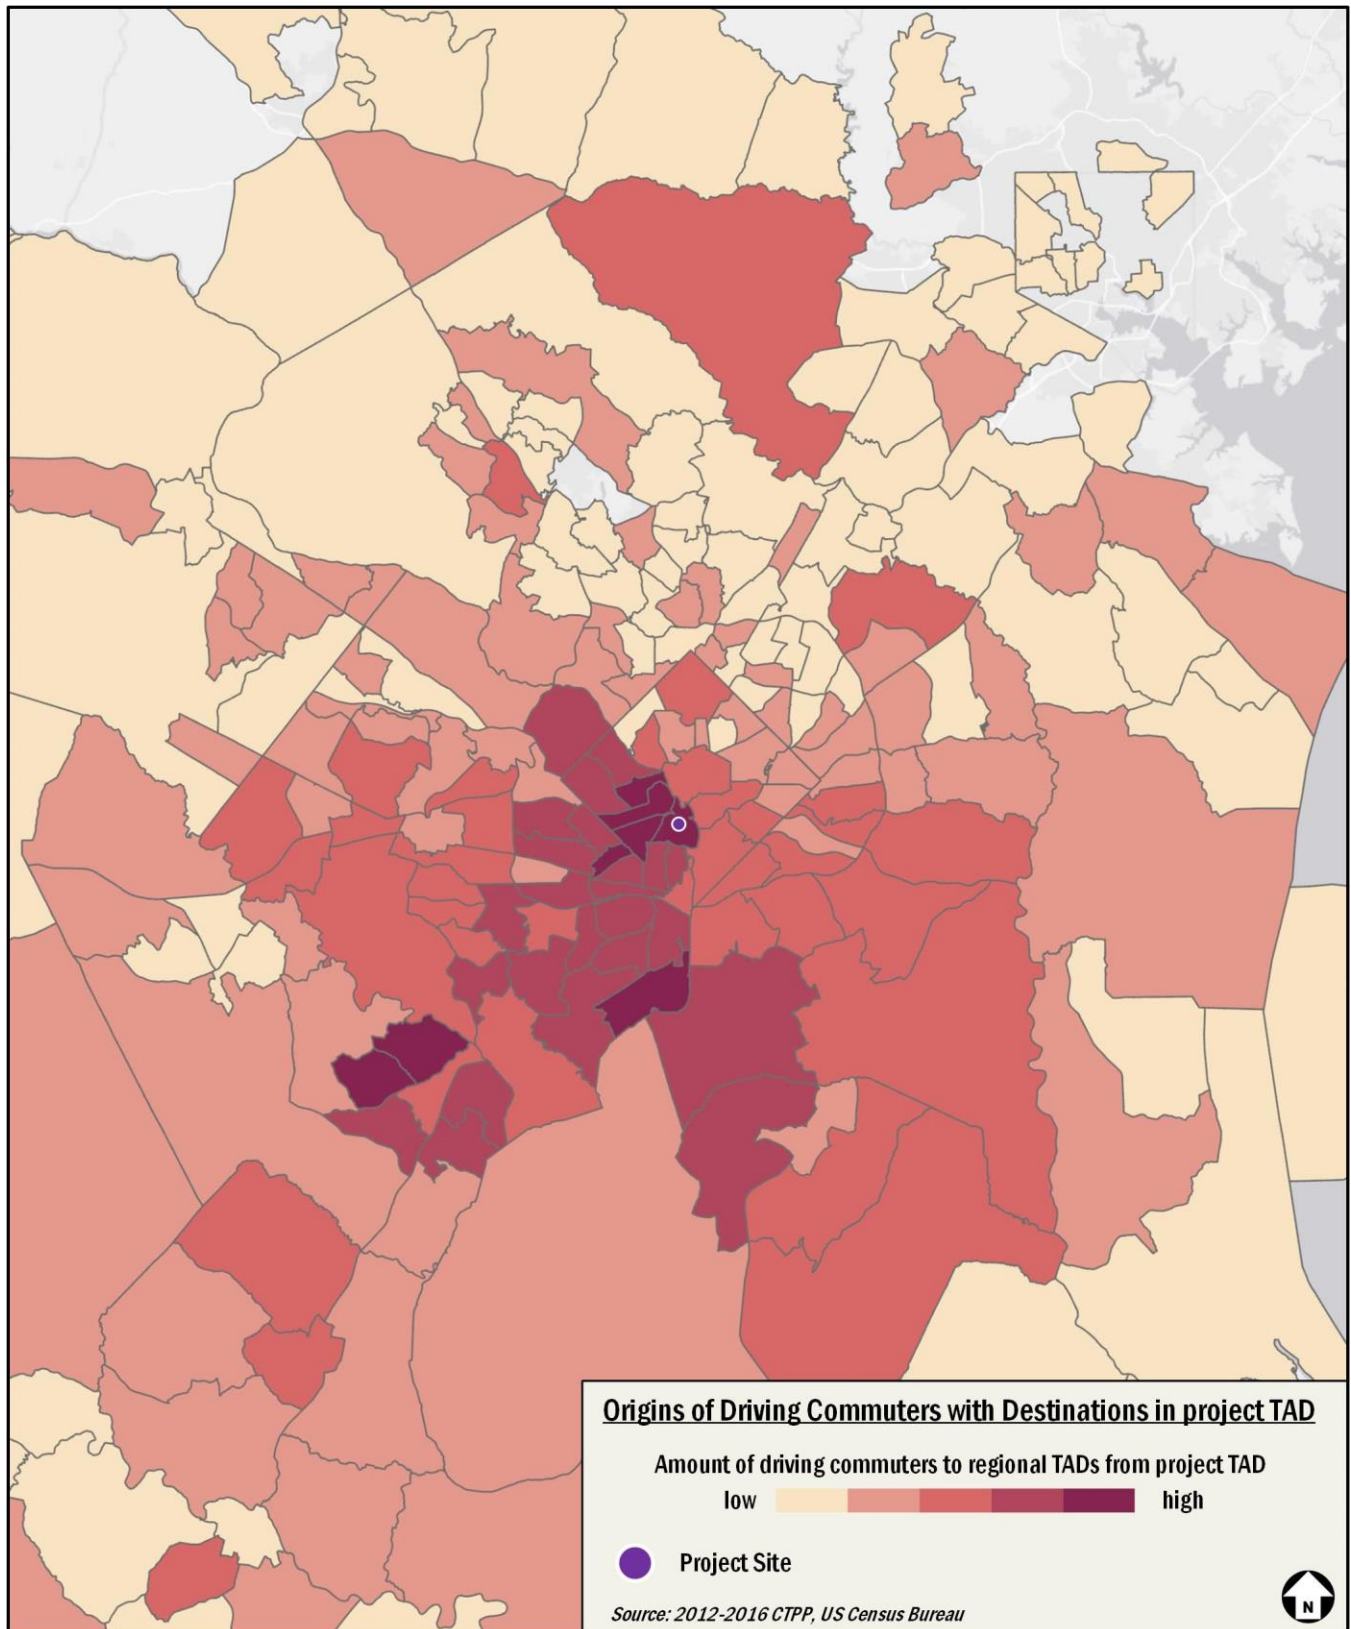 Origins of Driving Commuters with Destinations in project TAD
Amount of driving commuters to regional TADs from project TAD
low high
Project Site
Source: 2012-2016 CTPP, US Census Bureau
N